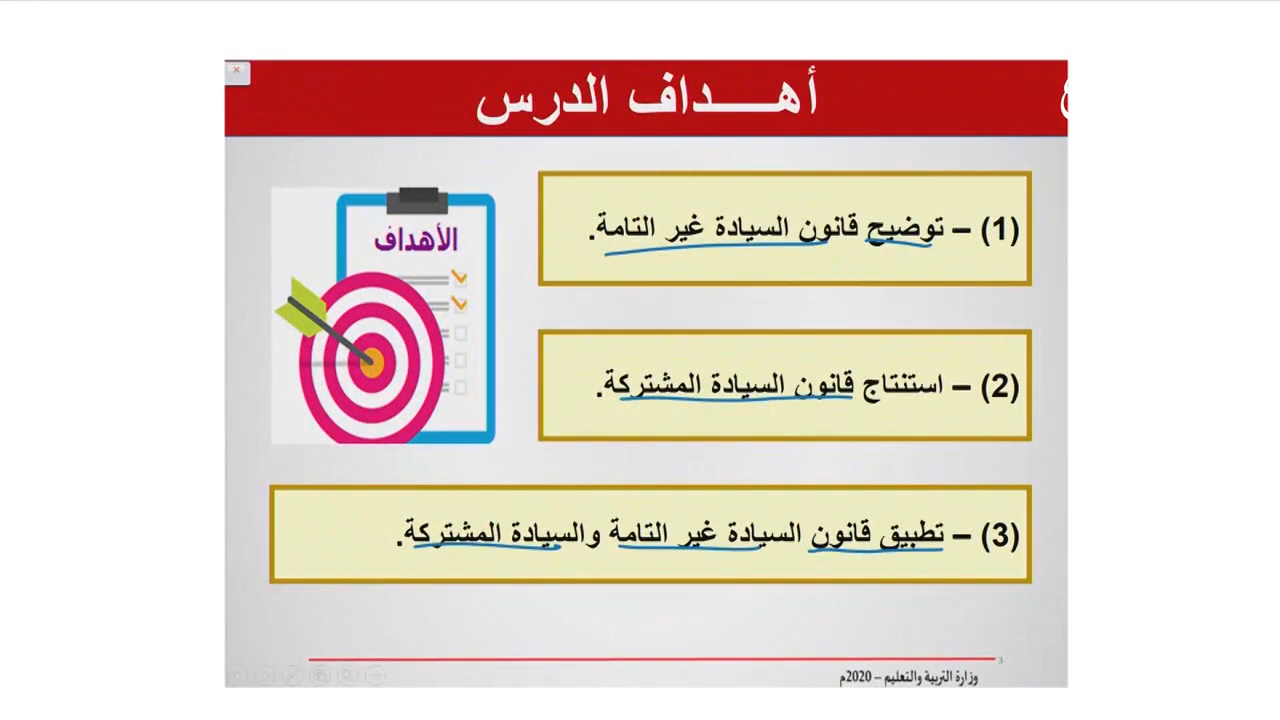 أهـــــداف الدرس
الأهداف
(1) – توضيح قانون السيادة غير التامة.
(2) – استنتاج قانون السيادة المشتركة.
(3) – تطبيق قانون السيادة غير التامة والسيادة المشتركة.
3
وزارة التربية والتعليم – 2020م